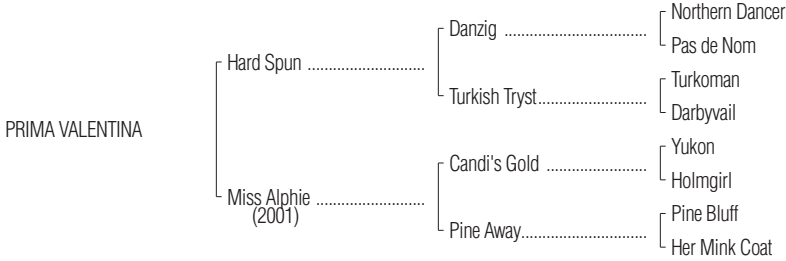 Northern Dancer
Danzig ..................................
Pas de Nom
Hard Spun ............................
Turkoman
Turkish Tryst..........................
Darbyvail
PRIMA VALENTINA
Yukon
Candi's Gold ........................
Holmgirl
Miss Alphie ..........................
(2001)
Pine Bluff
Pine Away..............................
Her Mink Coat